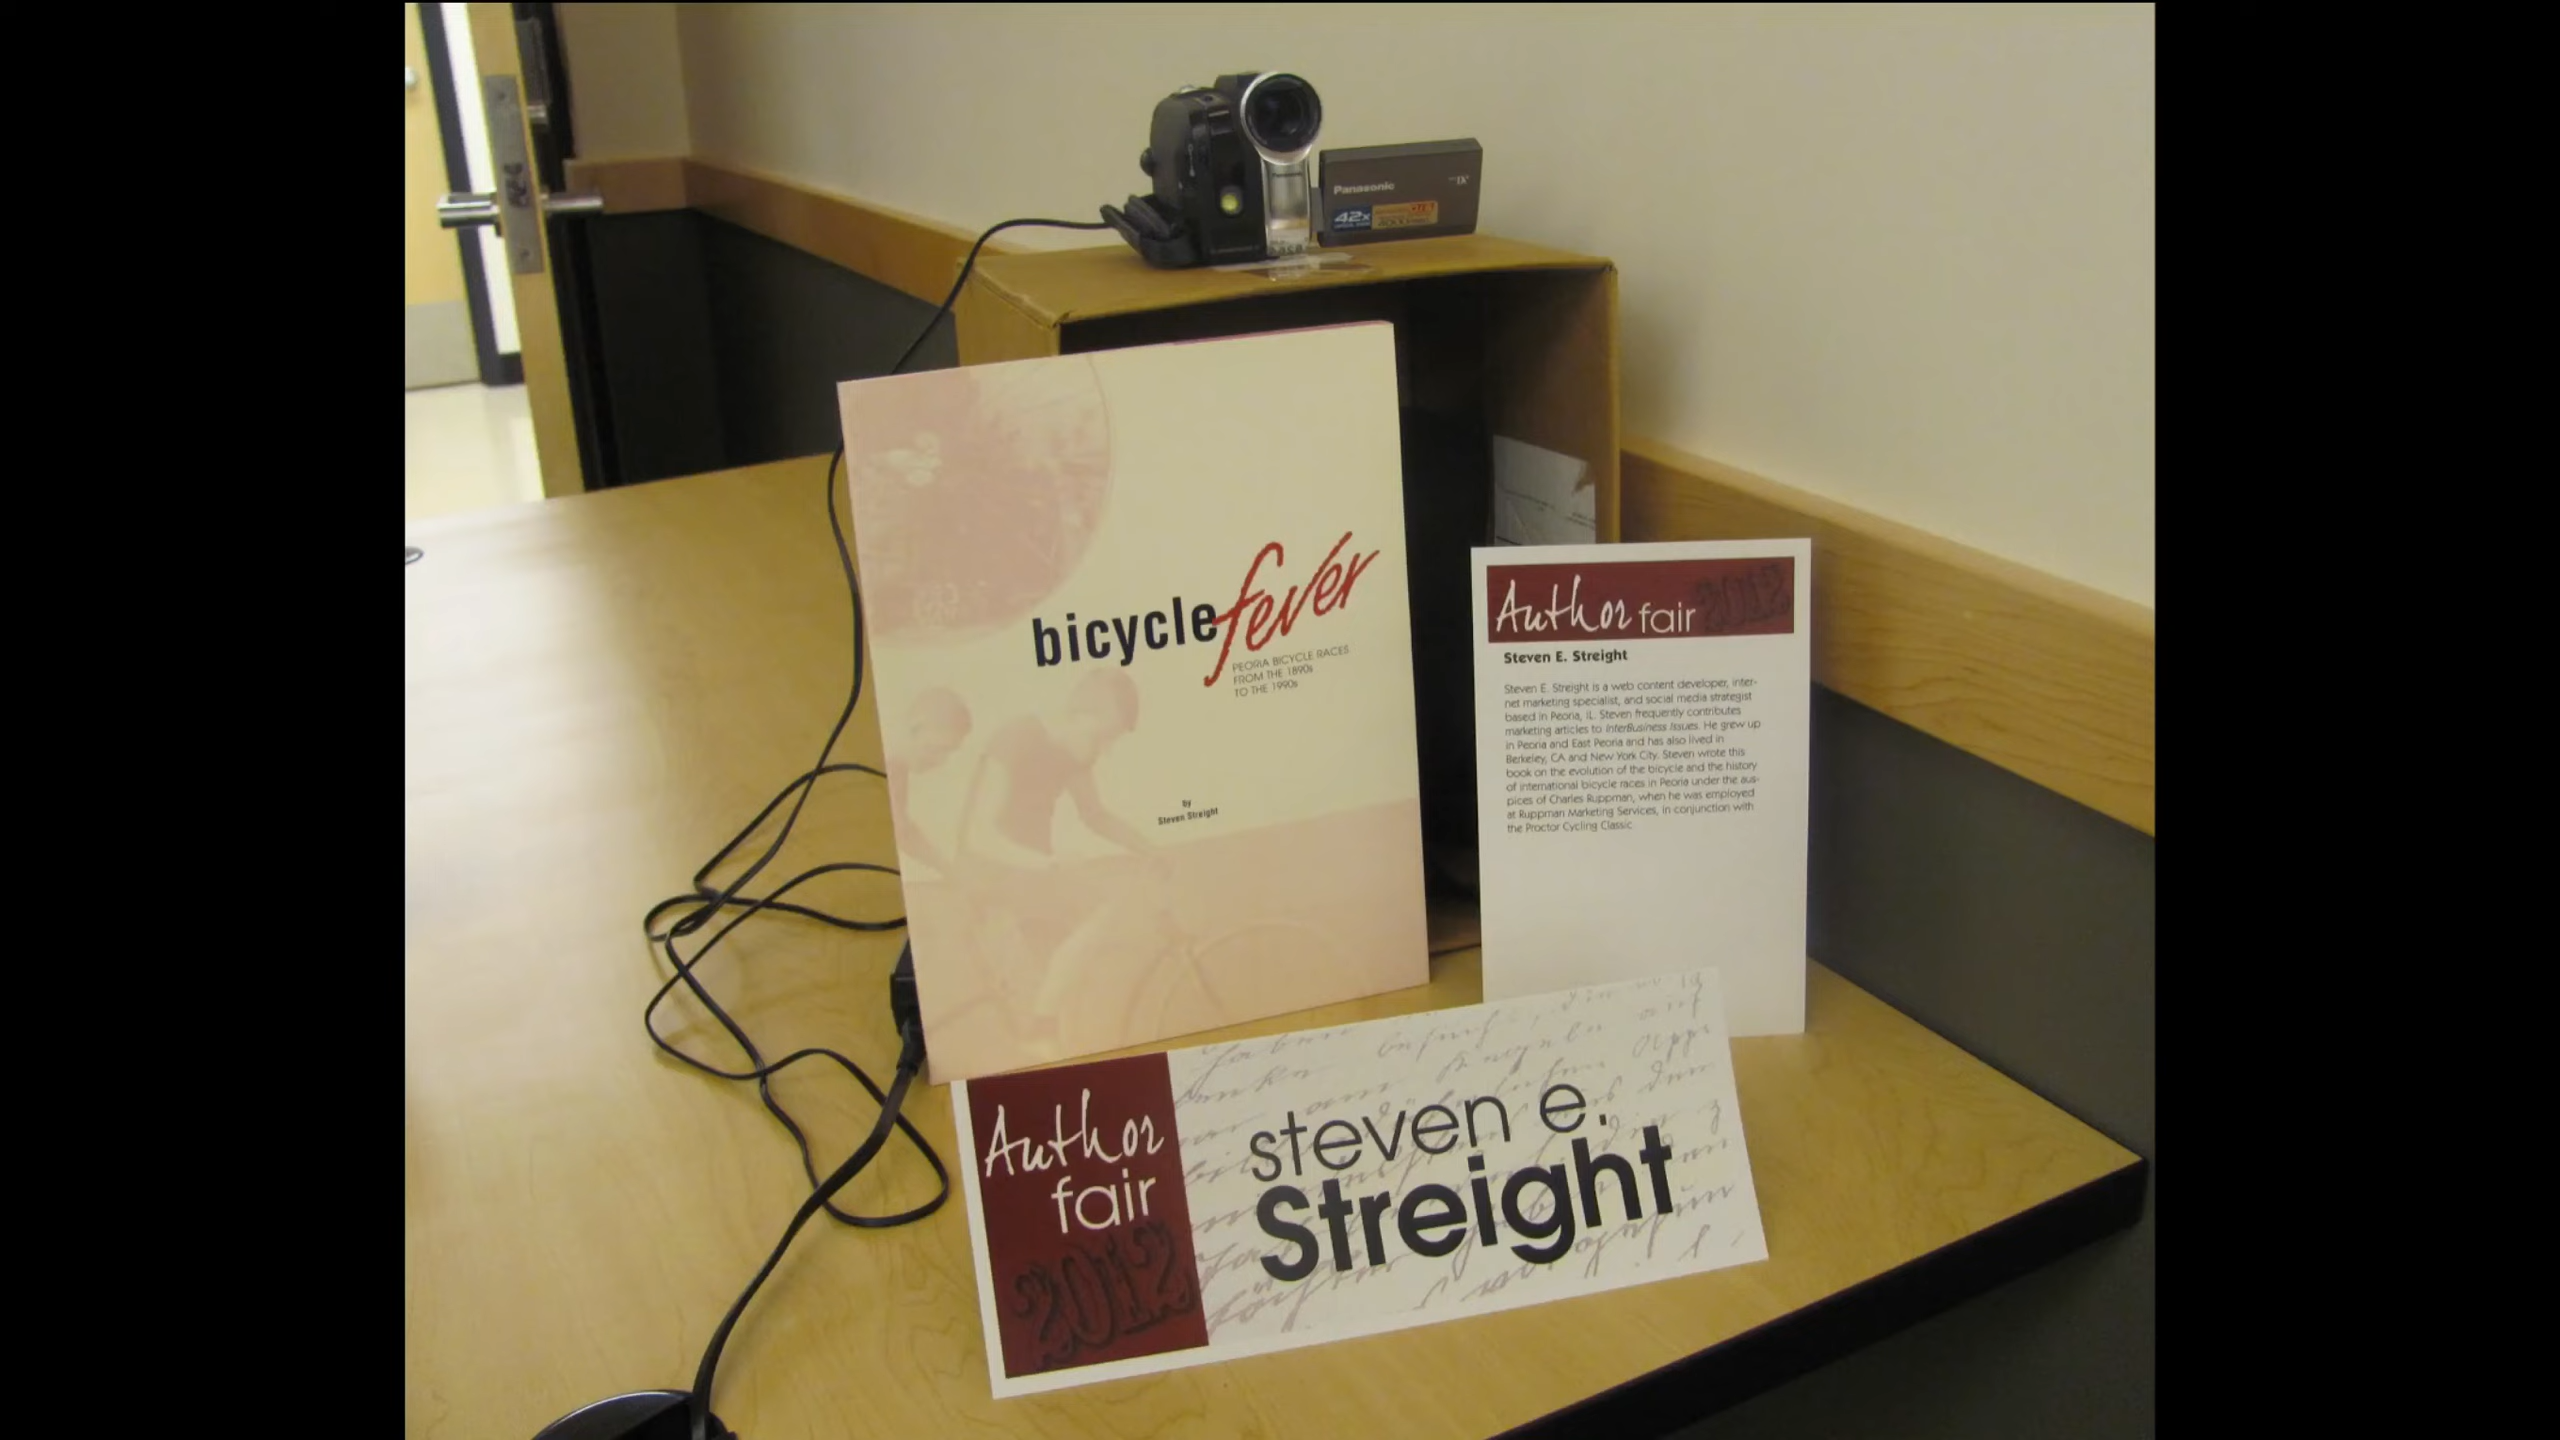 Panasonic
Mini DV
42x
Panasonic
bicycle fever
PEORIA BICYCLE RACES
FROM THE 1890s
TO THE 1990s
by
Steven Streight
Author fair 2012
Steven E. Streight
Steven E. Streight is a web content developer, inter-
net marketing specialist, and social media strategist
based in Peoria, IL. Steven frequently contributes
marketing articles to InterBusiness Issues. He grew up
in Peoria and East Peoria and has also lived in
Berkeley, CA and New York City. Steven wrote this
book on the evolution of the bicycle and the history
of international bicycle races in Peoria under the aus-
pices of Charles Ruppman, when he was employed
at Ruppman Marketing Services, in conjunction with
the Proctor Cycling Classic.
Author
fair
2012
steven e.
Streight